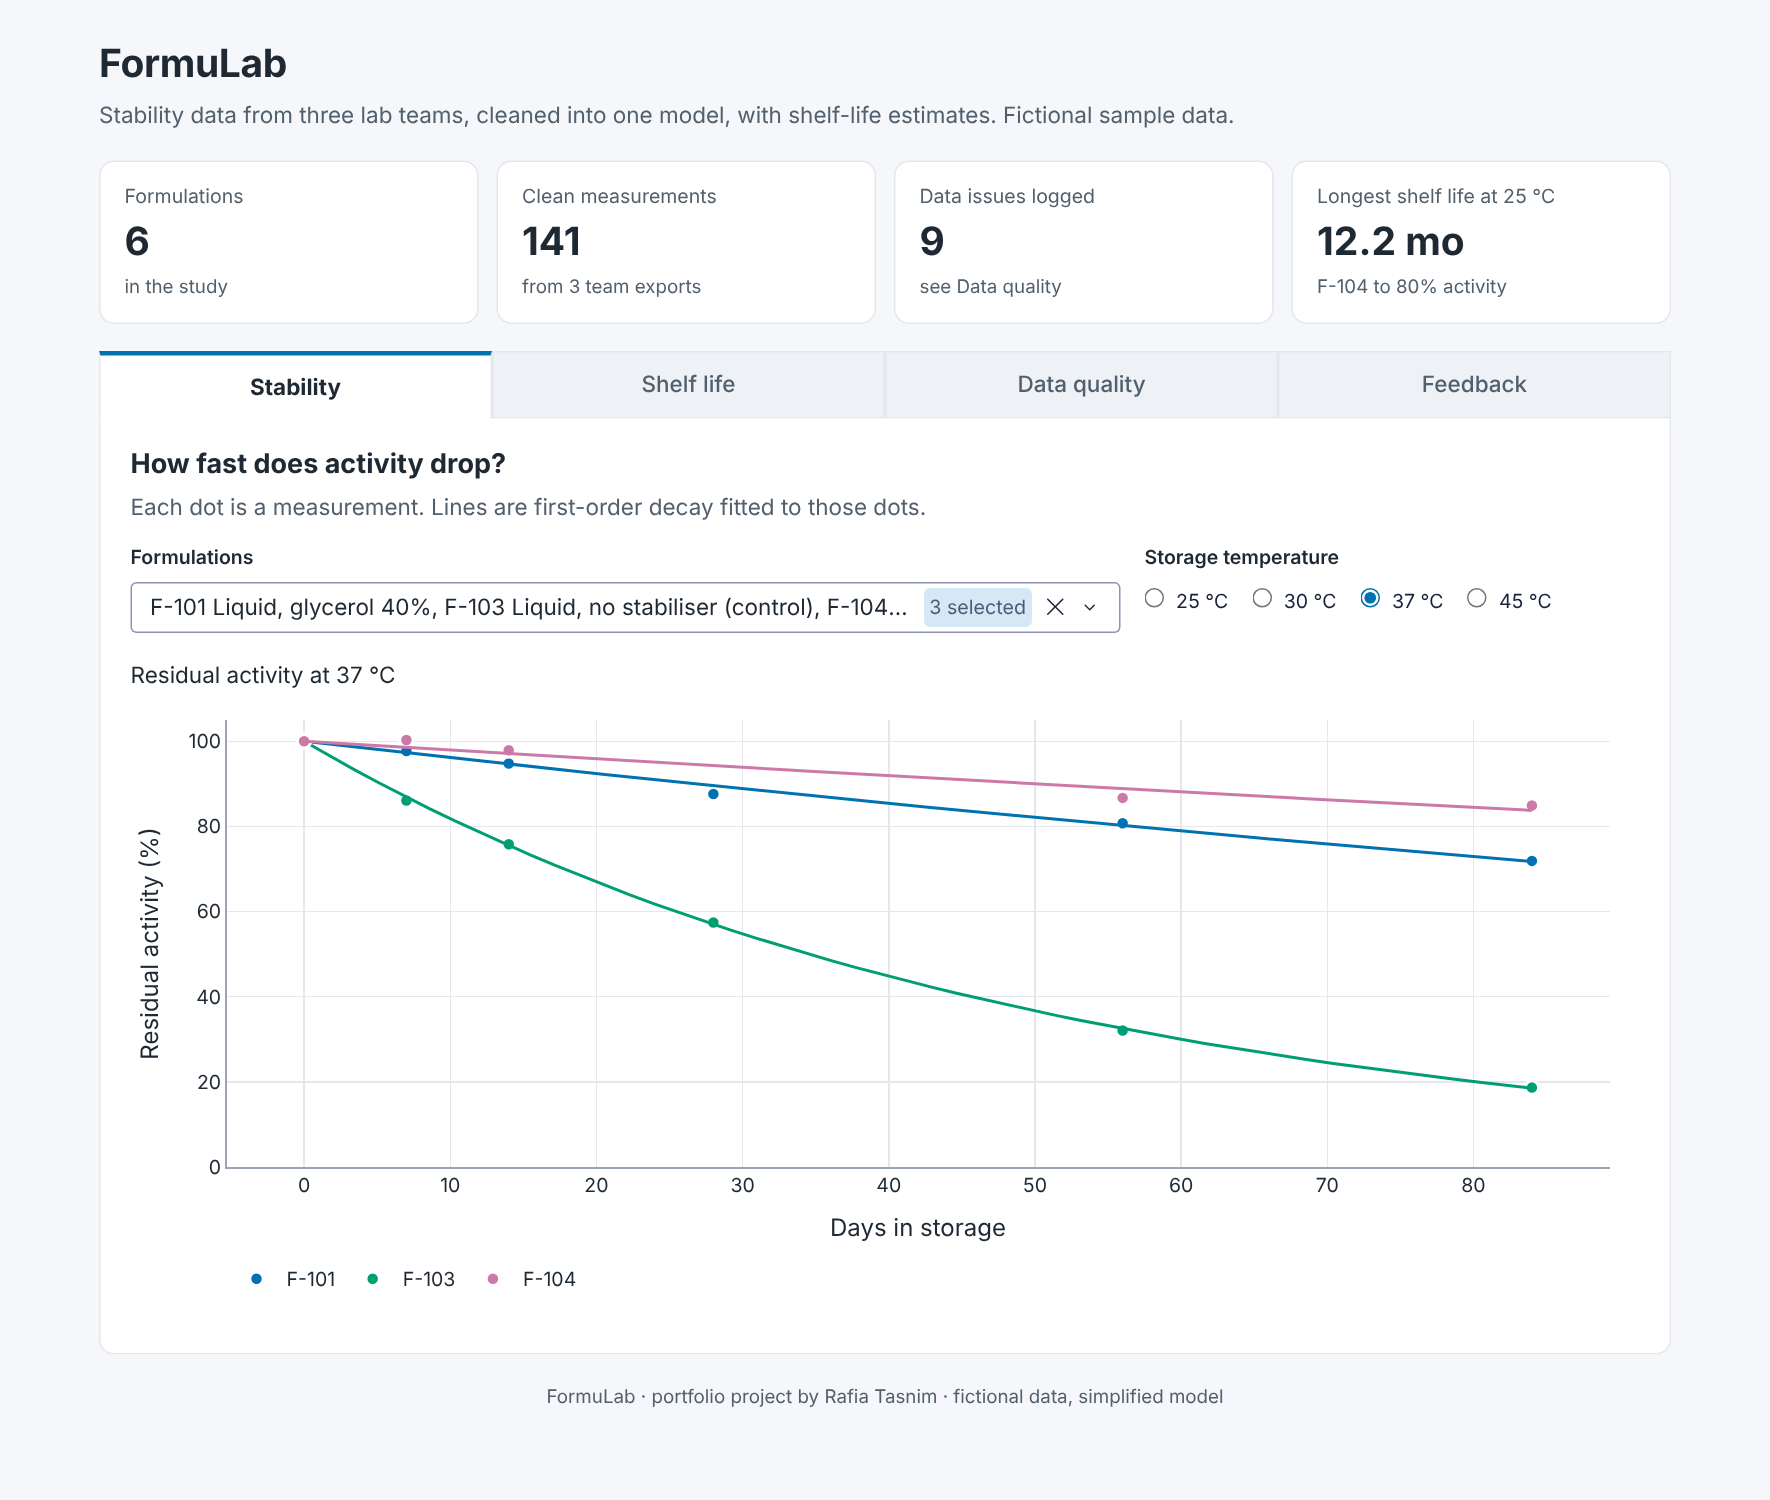 FormuLab
Stability data from three lab teams, cleaned into one model, with shelf-life estimates. Fictional sample data.
Formulations
6
in the study
Clean measurements
141
from 3 team exports
Data issues logged
9
see Data quality
Longest shelf life at 25 °C
12.2 mo
F-104 to 80% activity
Stability
Shelf life
Data quality
Feedback
How fast does activity drop?
Each dot is a measurement. Lines are first-order decay fitted to those dots.
Formulations
F-101 Liquid, glycerol 40%, F-103 Liquid, no stabiliser (control), F-104...
3 selected
Storage temperature
25 °C
30 °C
37 °C
45 °C
Residual activity at 37 °C
Residual activity (%)
100
80
60
40
20
0
0
10
20
30
40
50
60
70
80
Days in storage
F-101
F-103
F-104
FormuLab · portfolio project by Rafia Tasnim · fictional data, simplified model